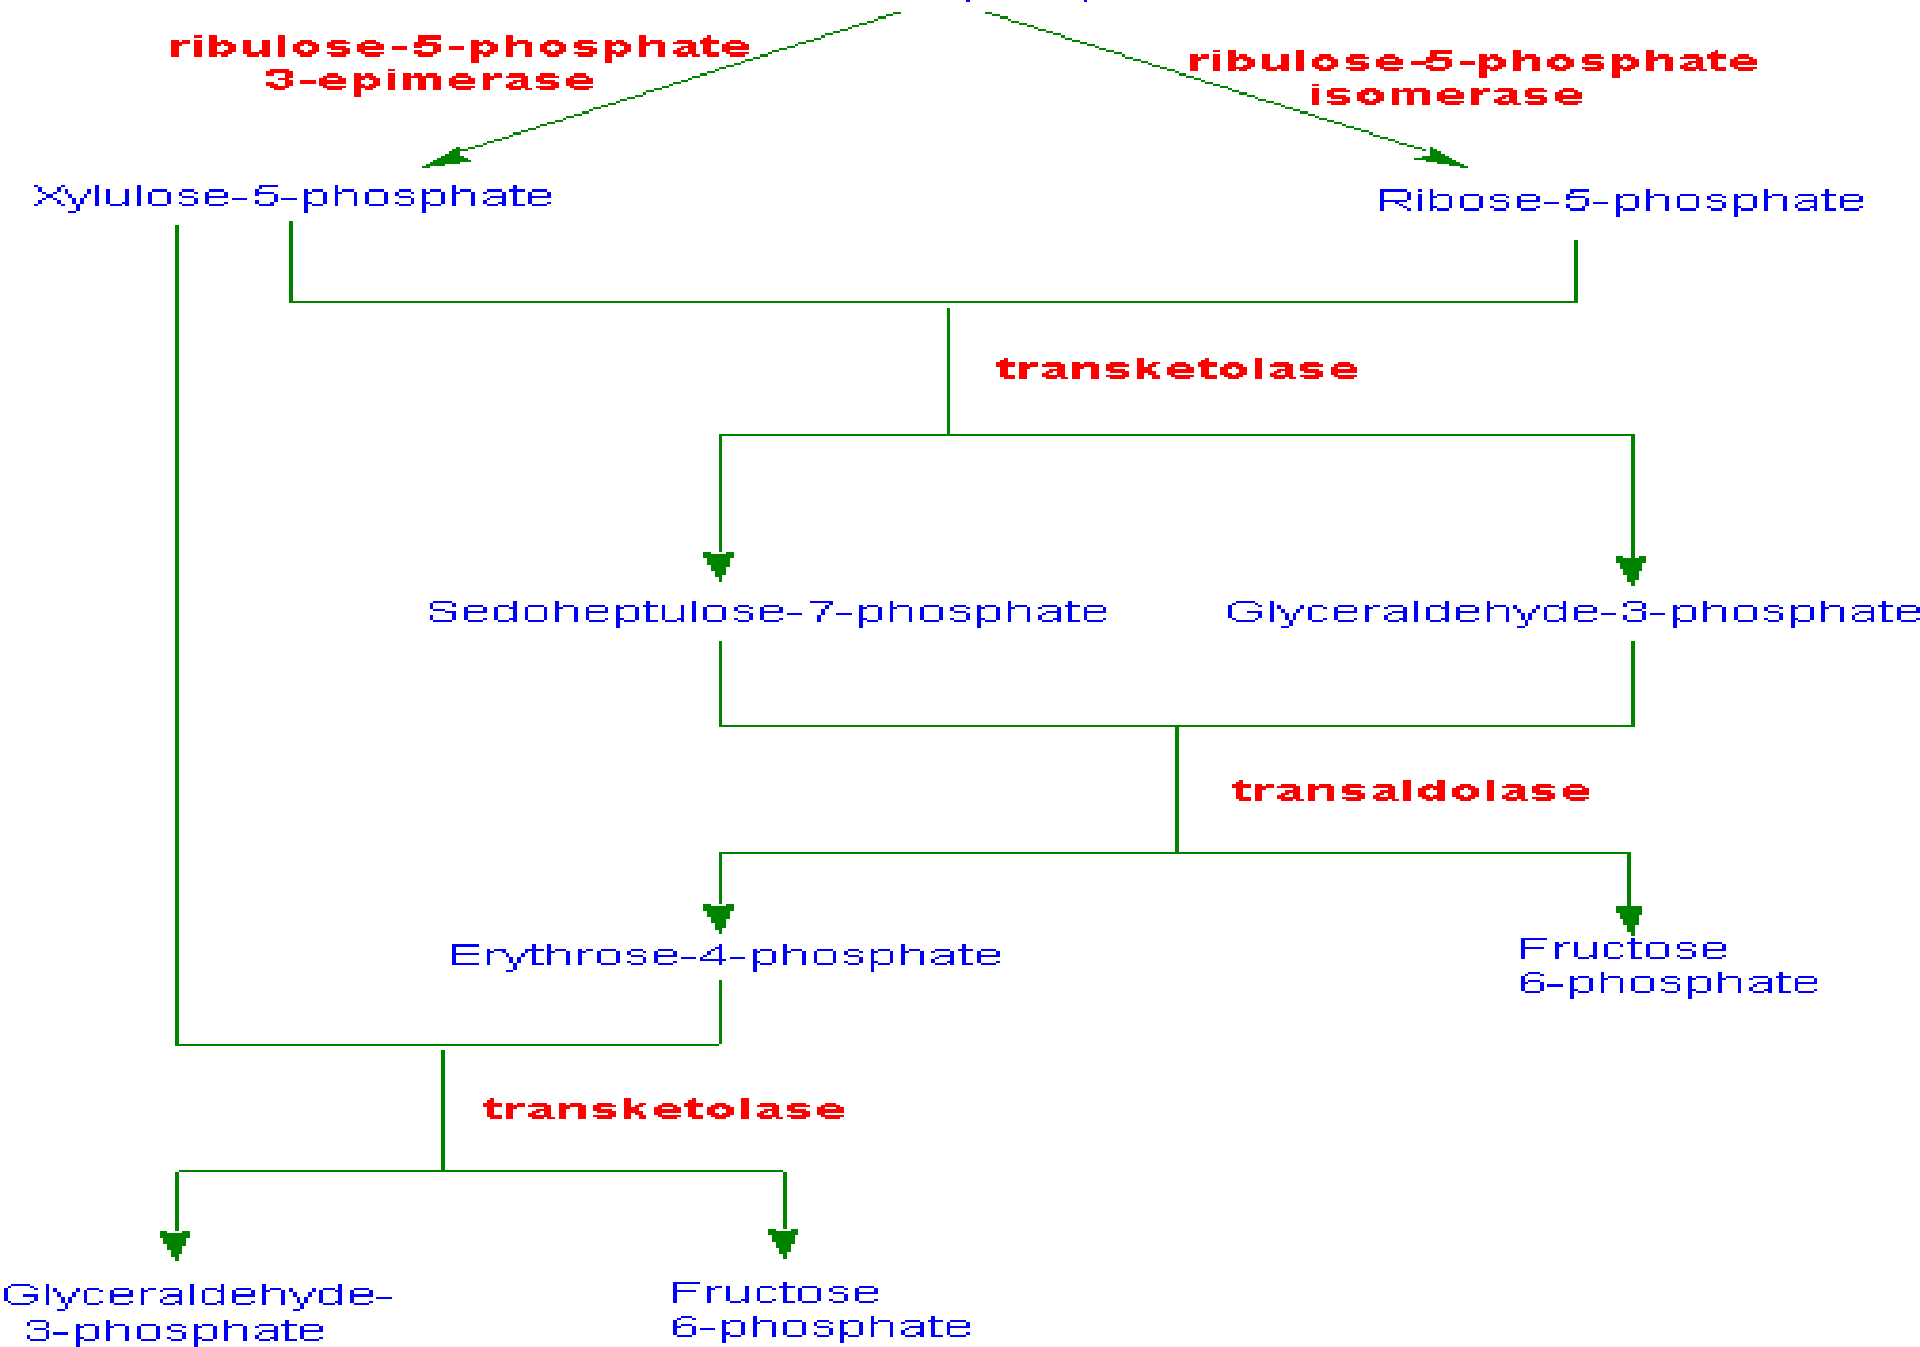 ribulose-5-phosphate
3-epimerase
ribulose-5-phosphate
isomerase
Xylulose-5-phosphate
Ribose-5-phosphate
transketolase
Sedoheptulose-7-phosphate
Glyceraldehyde-3-phosphate
transaldolase
Erythrose-4-phosphate
Fructose
6-phosphate
transketolase
Glyceraldehyde-
3-phosphate
Fructose
6-phosphate